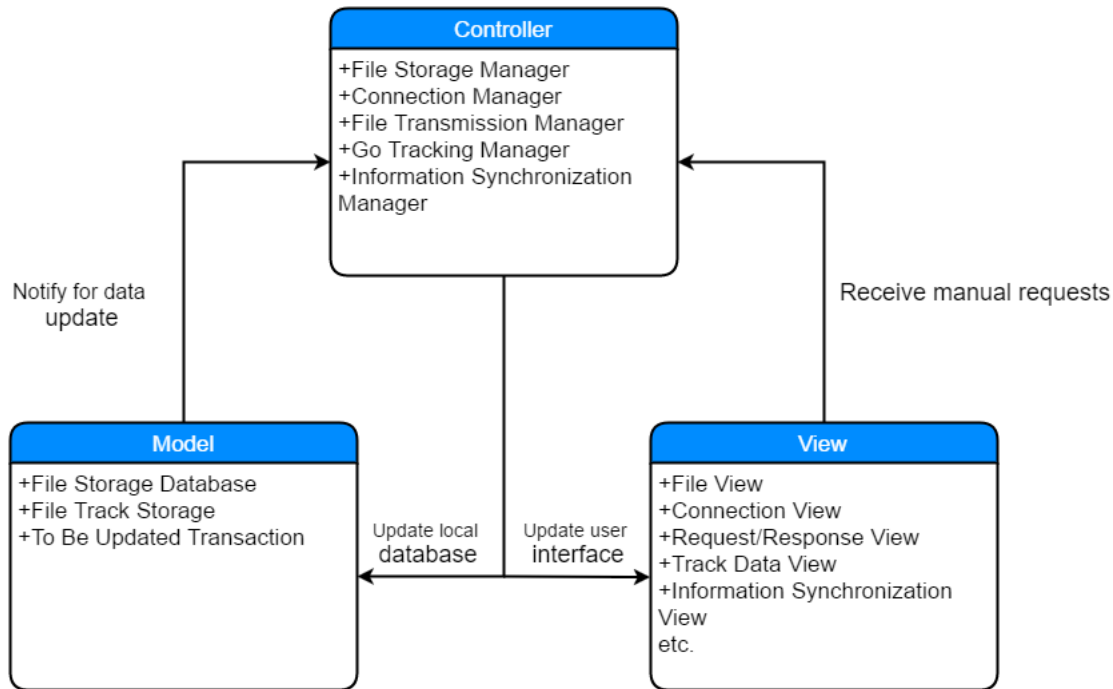 Controller
+File Storage Manager
+Connection Manager
+File Transmission Manager
+Go Tracking Manager
+Information Synchronization
Manager
Notify for data
update
Receive manual requests
Model
+File Storage Database
+File Track Storage
+To Be Updated Transaction
Update local
database
Update user
interface
View
+File View
+Connection View
+Request/Response View
+Track Data View
+Information Synchronization
View
etc.